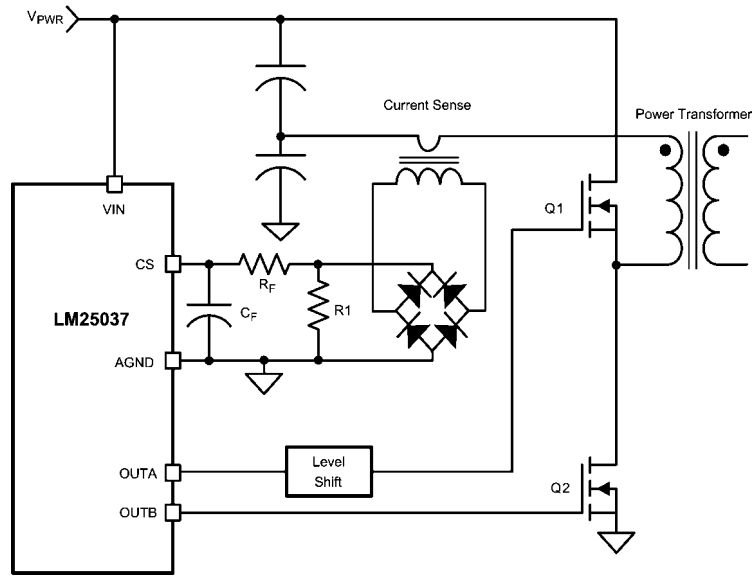 VPWR
Current Sense
Power Transformer
VIN
Q1
CS
RF
R1
CF
LM25037
AGND
OUTA
Level
Shift
Q2
OUTB